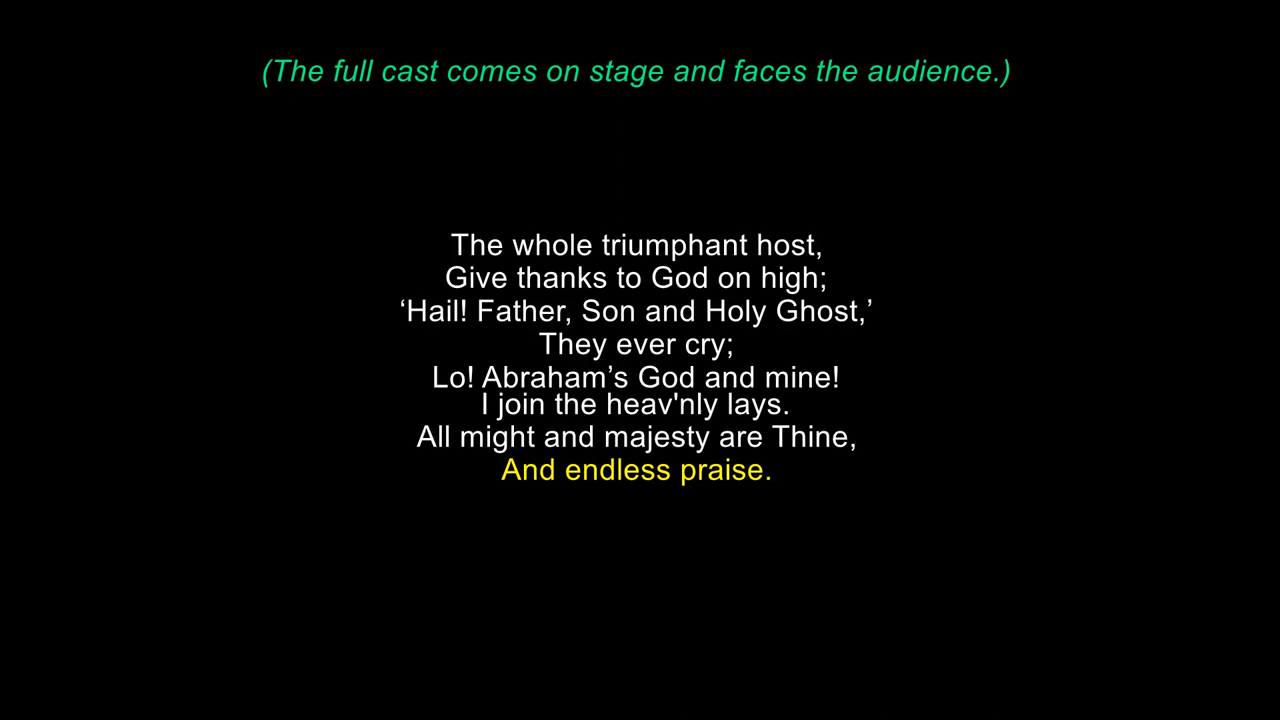 (The full cast comes on stage and faces the audience.)
The whole triumphant host,
Give thanks to God on high;
‘Hail! Father, Son and Holy Ghost,’
They ever cry;
Lo! Abraham’s God and mine!
I join the heav'nly lays.
All might and majesty are Thine,
And endless praise.